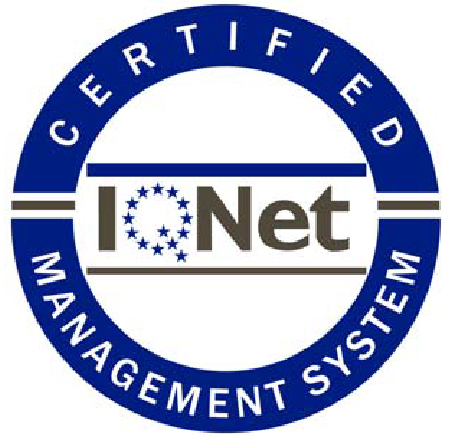 CERTIFIED
IQNet
MANAGEMENT SYSTEM